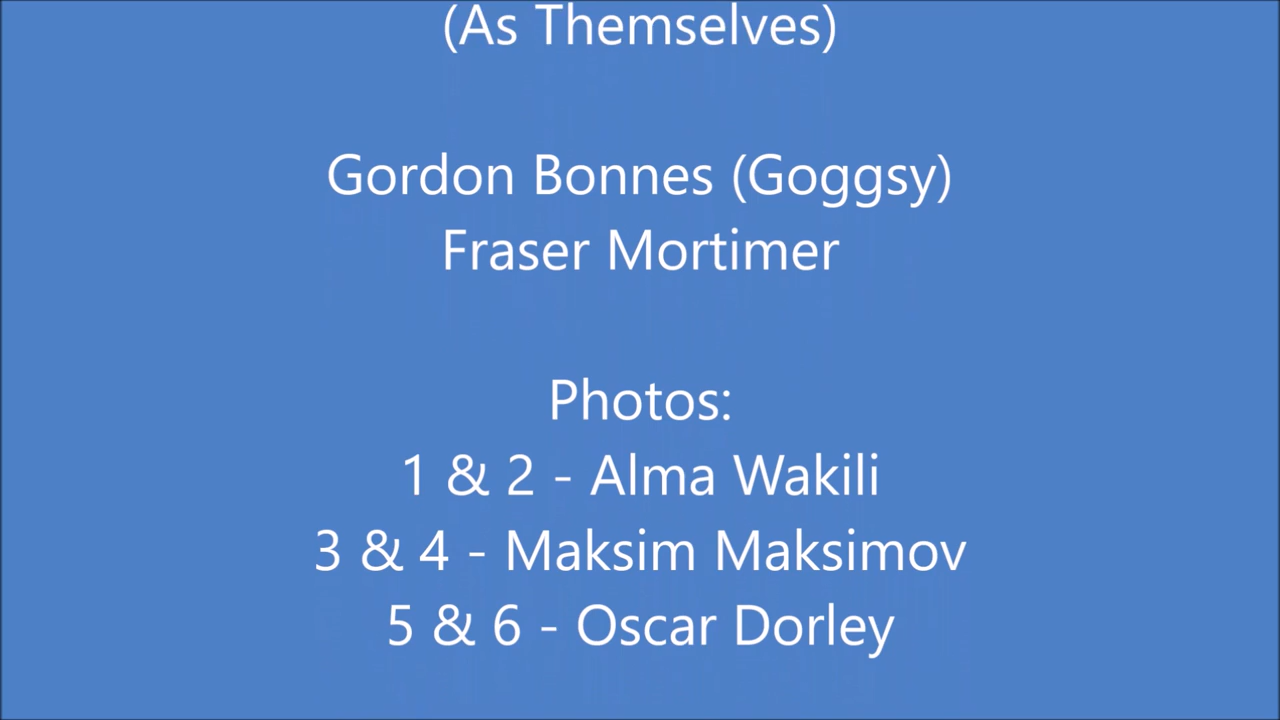 (As Themselves)
Gordon Bonnes (Goggsy)
Fraser Mortimer
Photos:
1 & 2 - Alma Wakili
3 & 4 - Maksim Maksimov
5 & 6 - Oscar Dorley